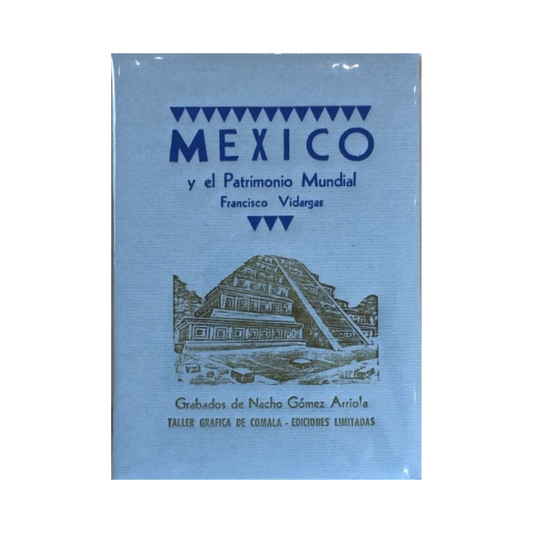 MEXICO
y el Patrimonio Mundial
Francisco Vidargas
Grabados de Nacho Gómez Arriola
TALLER GRAFICA DE COMALA - EDICIONES LIMITADAS